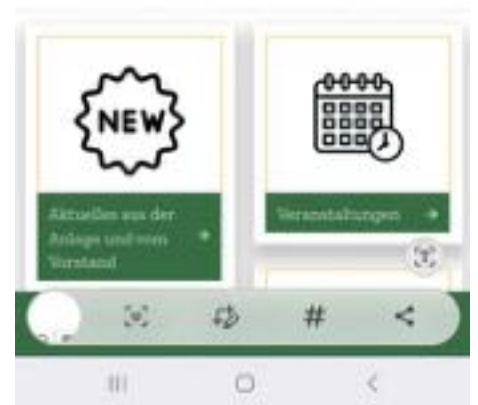 NEW
Aktuelles aus der
Anlage und vom
Vorstand
Veranstaltungen